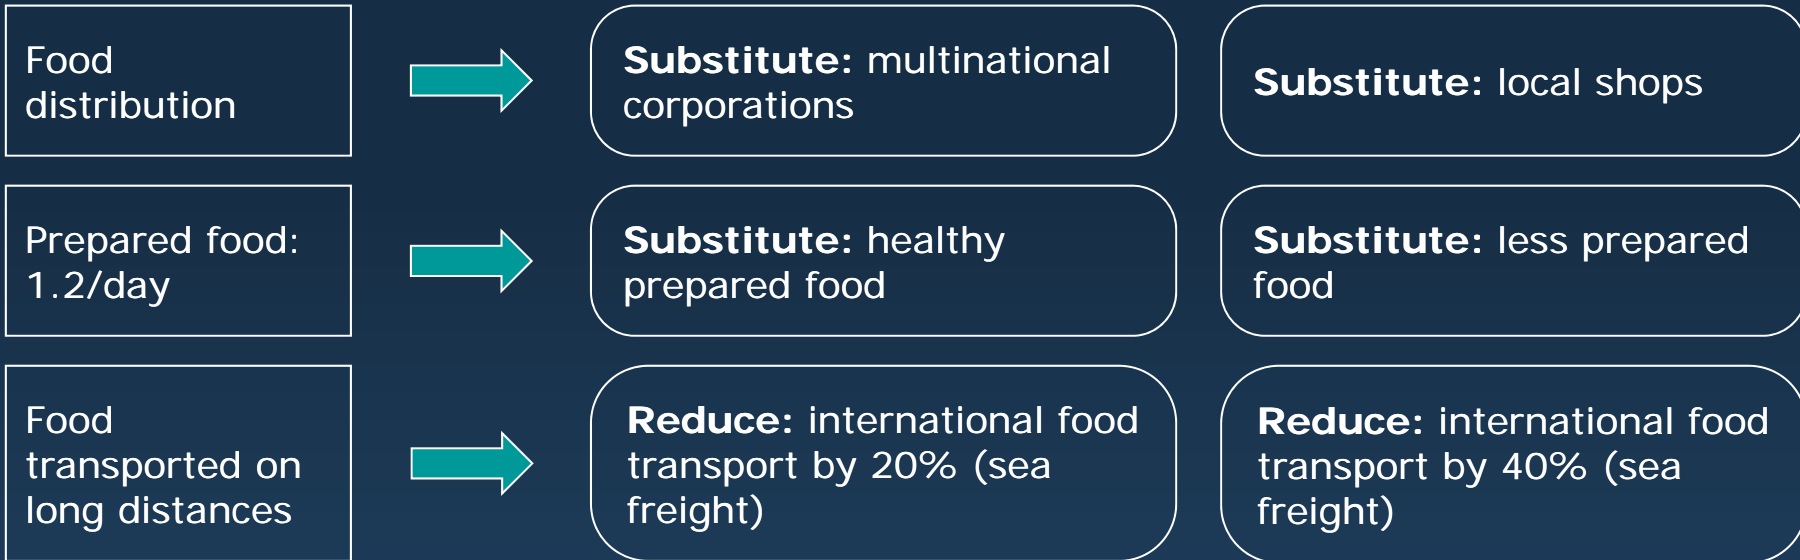 Food
distribution
Substitute: multinational
corporations
Substitute: local shops
Prepared food:
1.2/day
Substitute: healthy
prepared food
Substitute: less prepared
food
Food
transported on
long distances
Reduce: international food
transport by 20% (sea
freight)
Reduce: international food
transport by 40% (sea
freight)